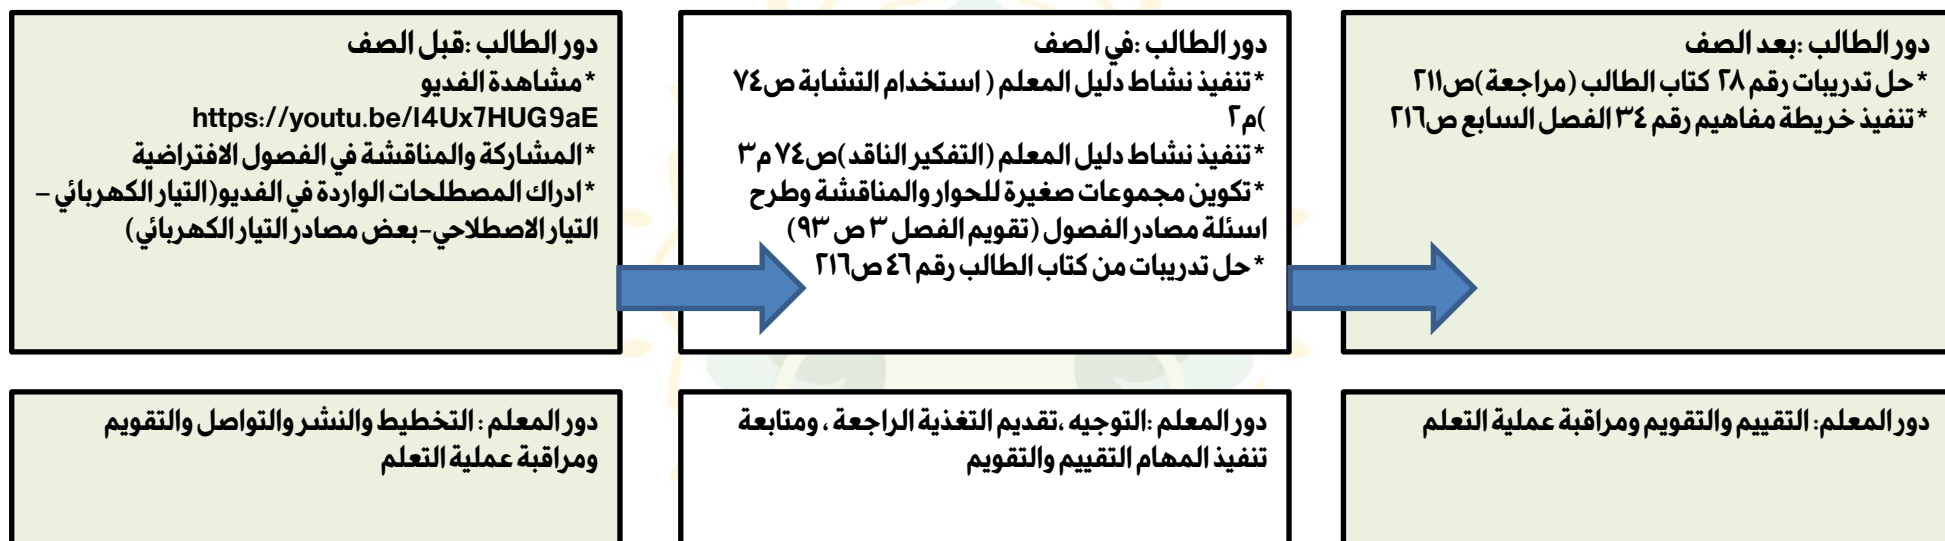 دور الطالب :قبل الصف
*مشاهدة الفديو
https://youtu.be/I4Ux7HUG9aE
*المشاركة والمناقشة في الفصول الافتراضية
*ادراك المصطلحات الواردة في الفديو(التيار الكهربائي –
التيار الاصطلاحي-بعض مصادر التيار الكهربائي)
دور الطالب :في الصف
*تنفيذ نشاط دليل المعلم ( استخدام التشابة ص٧٤
)م٢
*تنفيذ نشاط دليل المعلم (التفكير الناقد)ص٧٤ م٣
*تكوين مجموعات صغيرة للحوار والمناقشة وطرح
اسئلة مصادر الفصول (تقويم الفصل ٣ ص ٩٣)
*حل تدريبات من كتاب الطالب رقم ٤٦ ص٢١٦
دور الطالب :بعد الصف
*حل تدريبات رقم ٢٨ كتاب الطالب (مراجعة)ص٢١١
*تنفيذ خريطة مفاهيم رقم ٣٤ الفصل السابع ص٢١٦
دور المعلم : التخطيط والنشر والتواصل والتقويم
ومراقبة عملية التعلم
دور المعلم :التوجيه ،تقديم التغذية الراجعة ، ومتابعة
تنفيذ المهام التقييم والتقويم
دور المعلم: التقييم والتقويم ومراقبة عملية التعلم